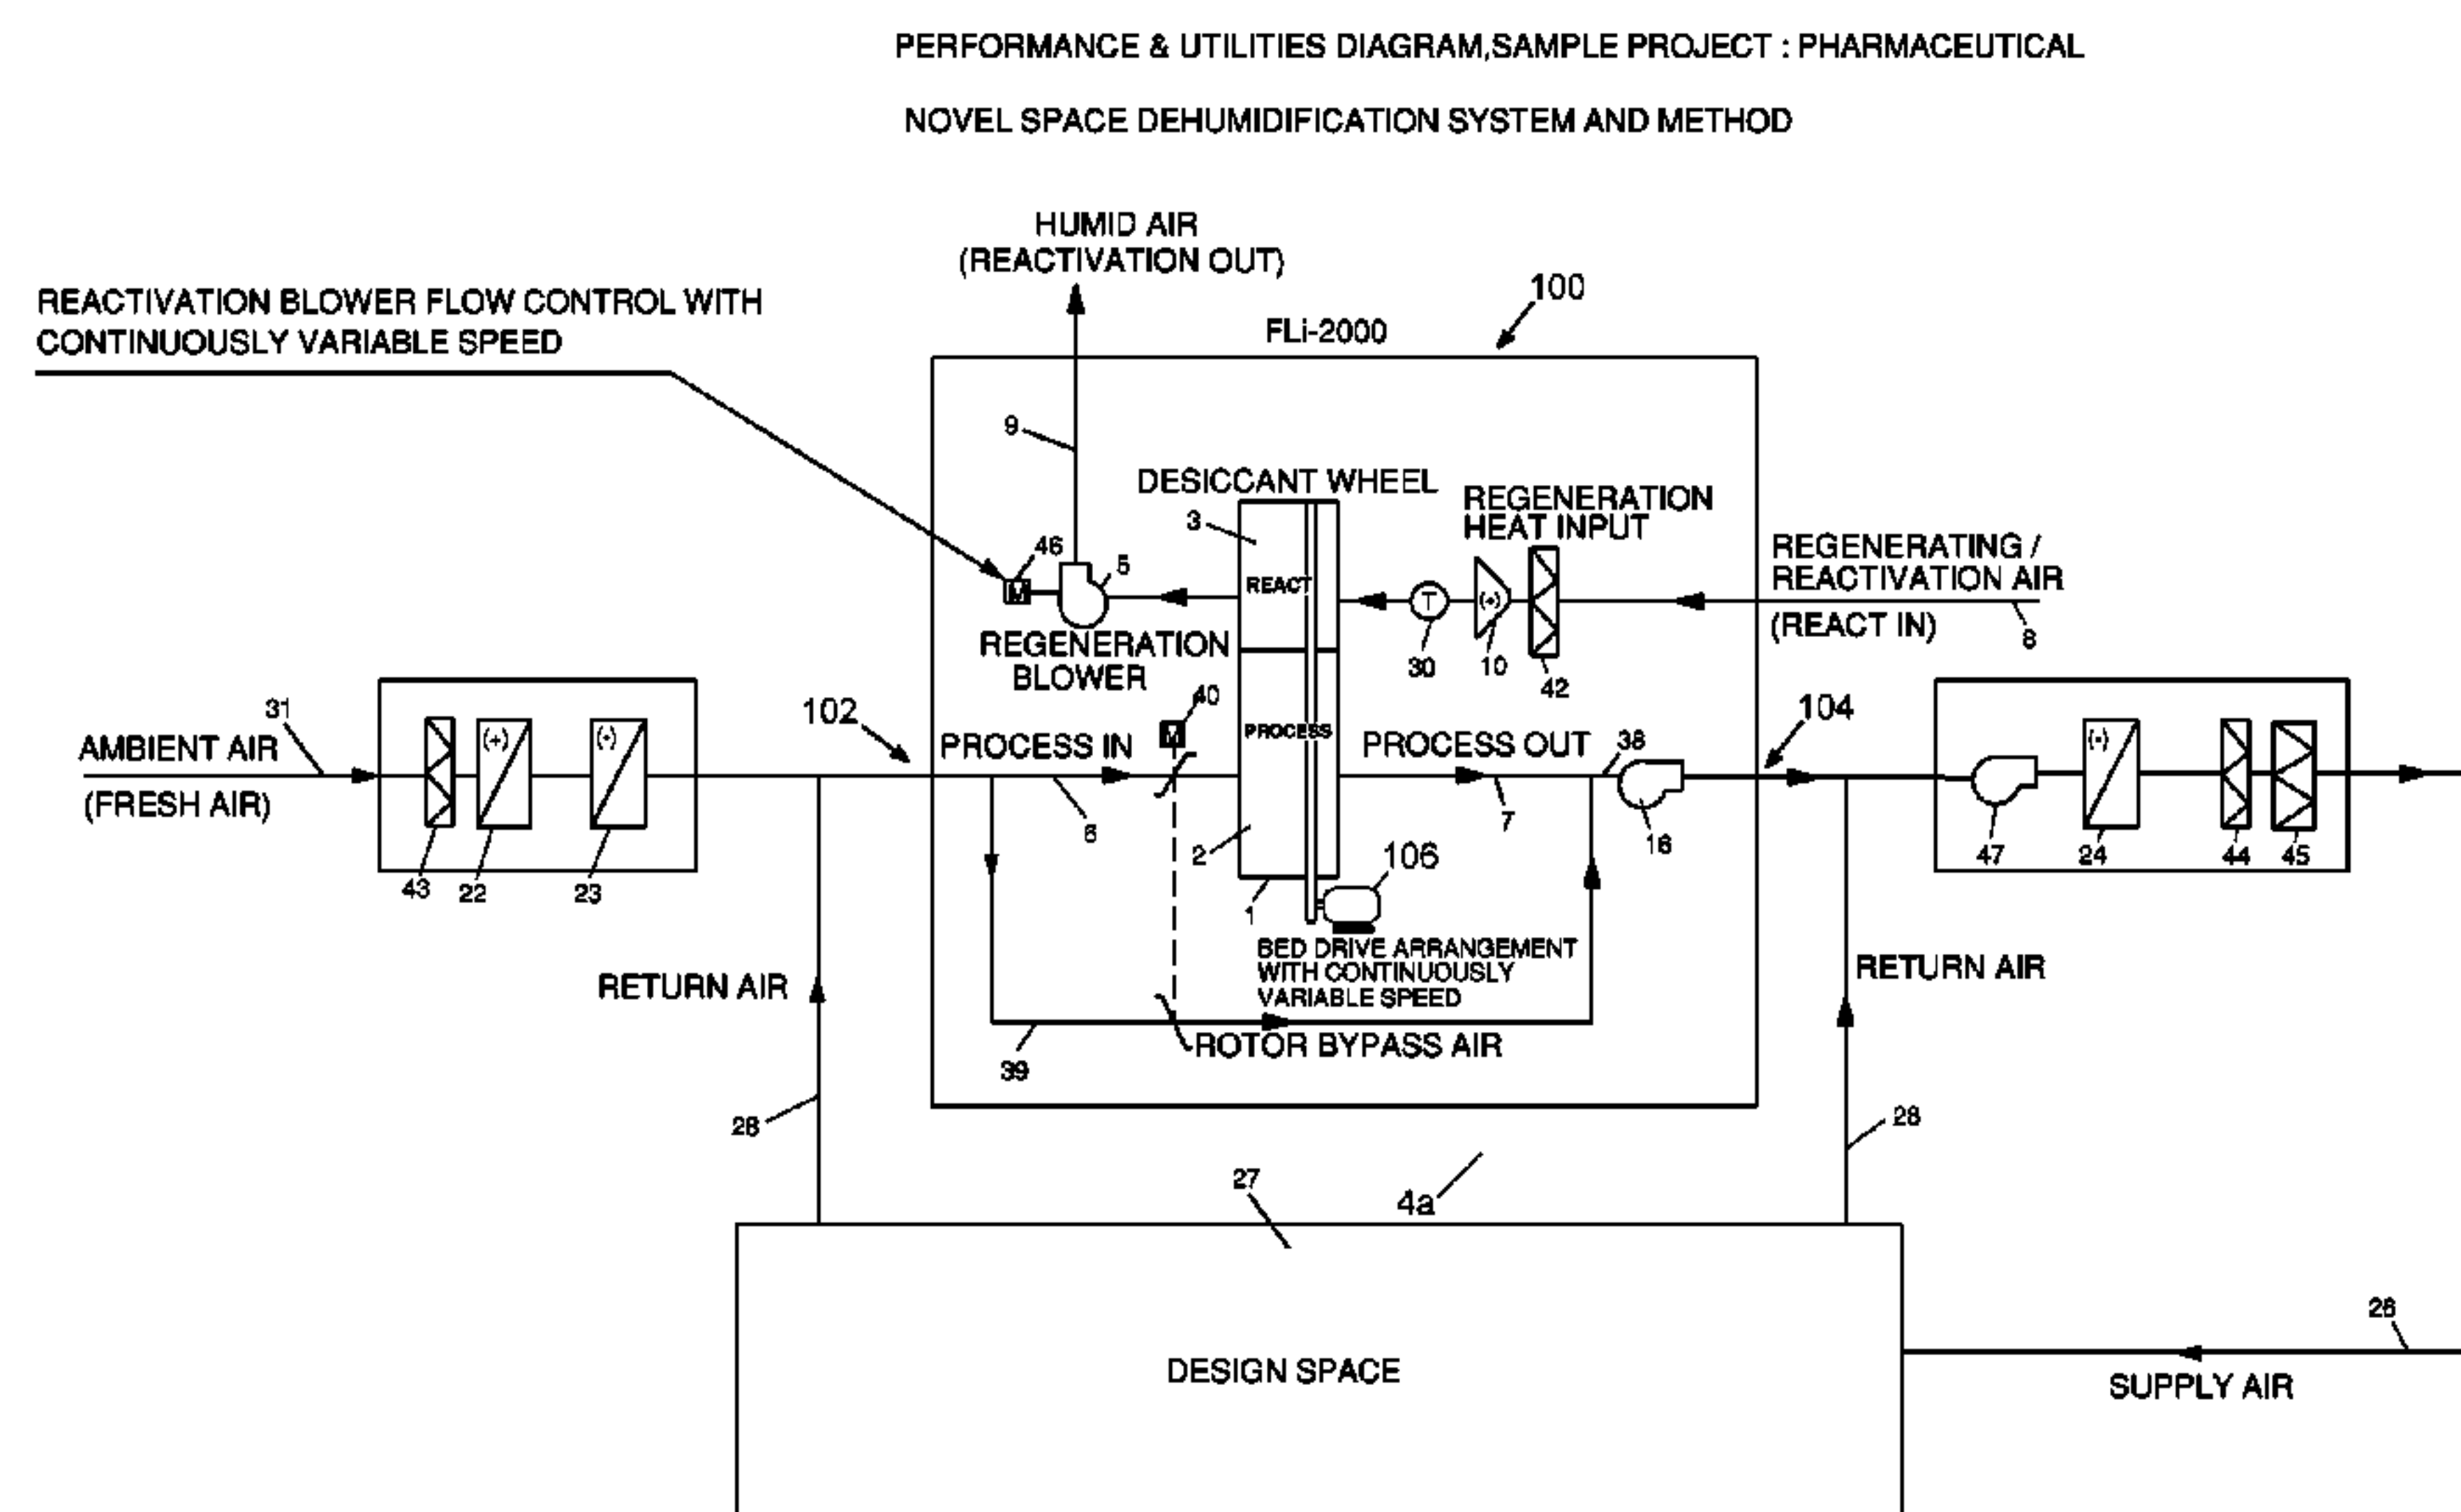 PERFORMANCE & UTILITIES DIAGRAM,SAMPLE PROJECT : PHARMACEUTICAL
NOVEL SPACE DEHUMIDIFICATION SYSTEM AND METHOD
HUMID AIR
(REACTIVATION OUT)
REACTIVATION BLOWER FLOW CONTROL WITH
CONTINUOUSLY VARIABLE SPEED
100
FLi-2000
9
DESICCANT WHEEL
3
REGENERATION
HEAT INPUT
46
5
REACT
T
(+)
M
REGENERATING /
REACTIVATION AIR
(REACT IN)
8
REGENERATION
BLOWER
30
10
42
40
M
31
AMBIENT AIR
(FRESH AIR)
(+)
(-)
43
22
23
102
PROCESS IN
6
PROCESS
2
1
PROCESS OUT
7
38
16
104
(-)
47
24
44
45
106
BED DRIVE ARRANGEMENT
WITH CONTINUOUSLY
VARIABLE SPEED
RETURN AIR
RETURN AIR
ROTOR BYPASS AIR
39
28
28
27
4a
DESIGN SPACE
26
SUPPLY AIR